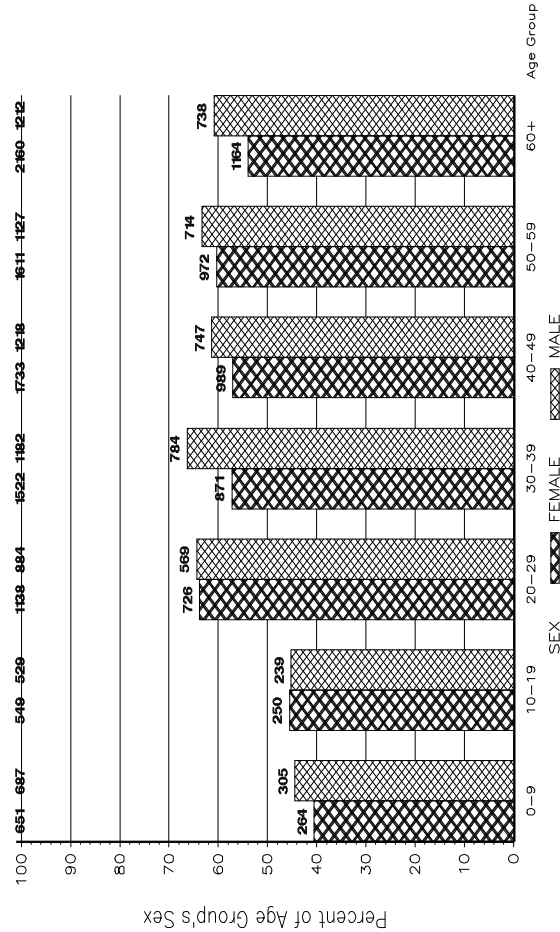 651 687 549 529 1138 884 1522 1182 1733 1218 1611 1127 2160 1212
100
90
80
70
60
50
40
30
20
10
0
Percent of Age Group's Sex
264 305 250 239 726 569 871 784 989 747 972 714 1164 738
0-9 10-19 20-29 30-39 40-49 50-59 60+ Age Group
SEX FEMALE MALE